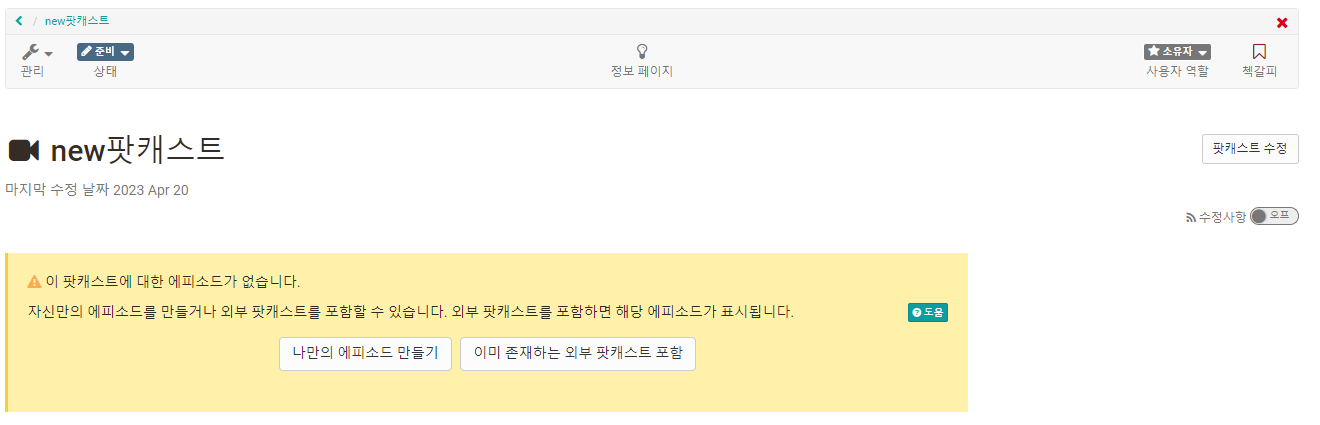 / new팟캐스트
준비
소유자
관리 상태 정보 페이지 사용자 역할 책갈피
new팟캐스트
팟캐스트 수정
마지막 수정 날짜 2023 Apr 20
수정사항 오프
이 팟캐스트에 대한 에피소드가 없습니다.
자신만의 에피소드를 만들거나 외부 팟캐스트를 포함할 수 있습니다. 외부 팟캐스트를 포함하면 해당 에피소드가 표시됩니다.
도움
나만의 에피소드 만들기 이미 존재하는 외부 팟캐스트 포함